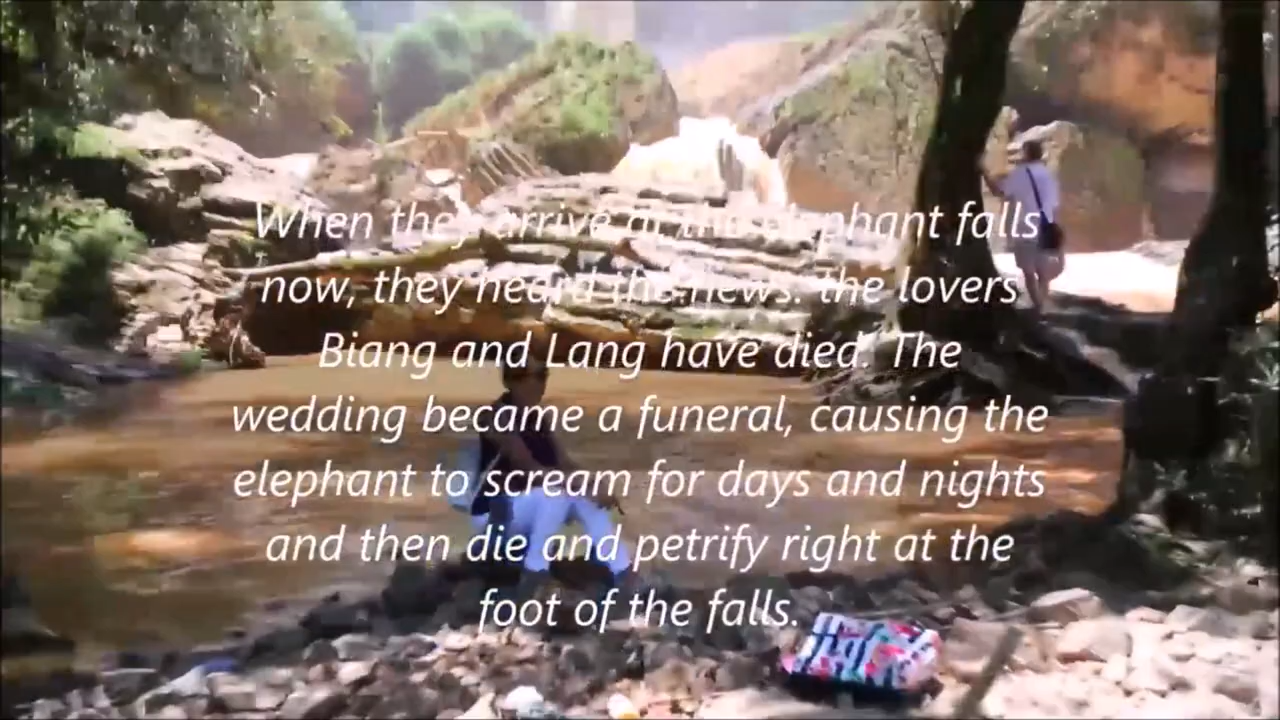 When they arrive at the elephant falls
now, they heard the news: the lovers
Biang and Lang have died. The
wedding became a funeral, causing the
elephant to scream for days and nights
and then die and petrify right at the
foot of the falls.